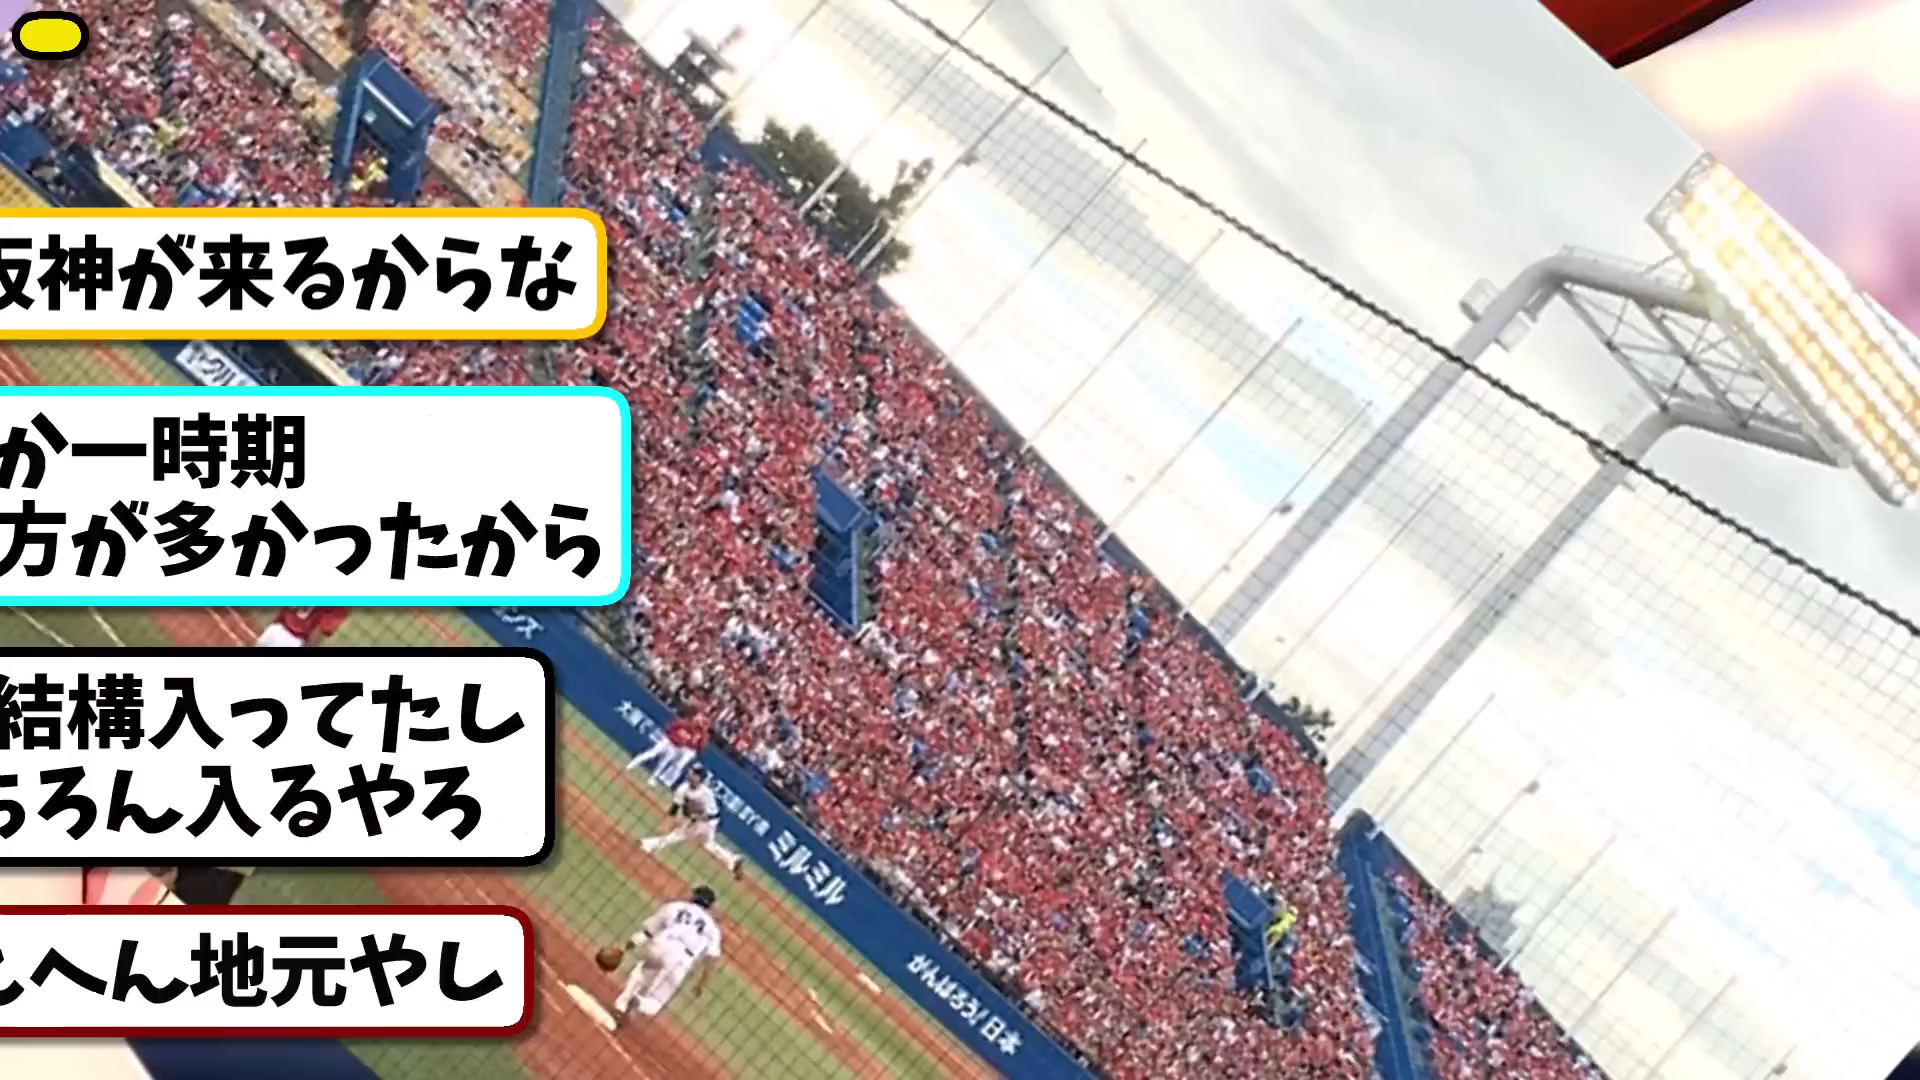 阪神が来るからな
か一時期
方が多かったから
結構入ってたし
ちろん入るやろ
へん地元やし
ミルミル
がんばろう!日本